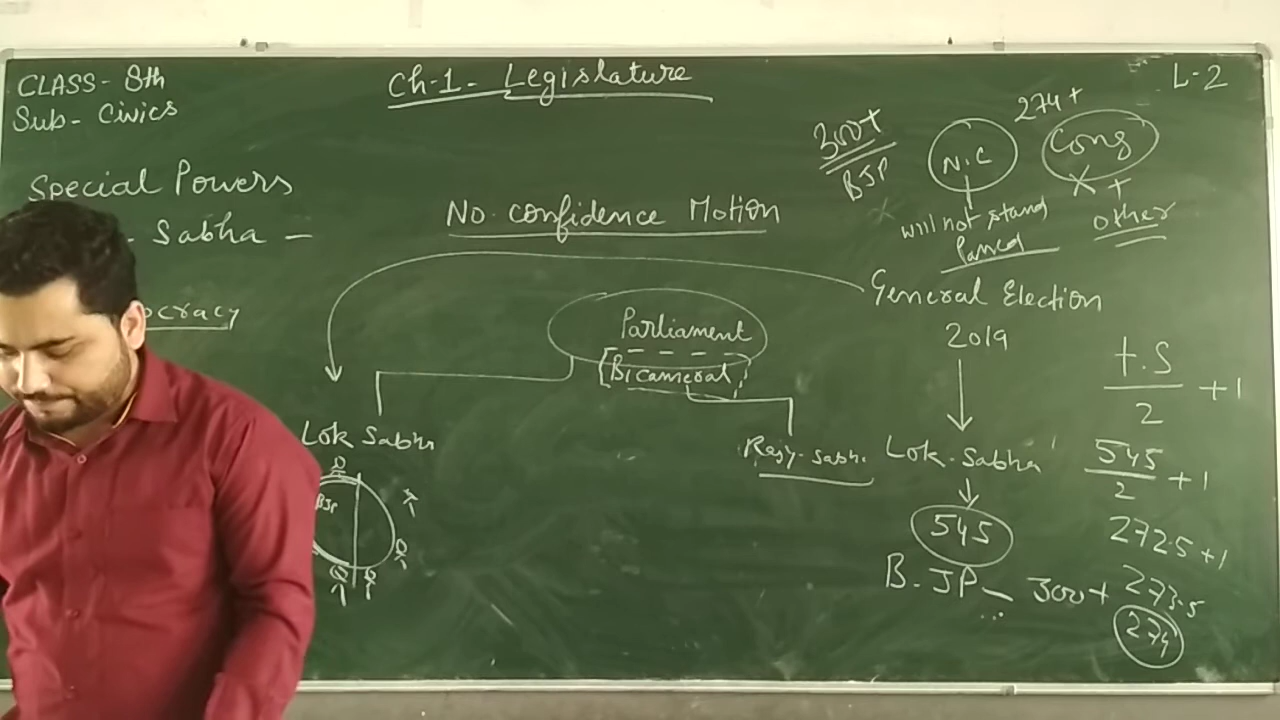 CLASS- 8th
Sub- Civics
Ch-1- Legislature
L-2
Special Powers
- Sabha -
ocracy
No-confidence Motion
Parliament
[Bicameral]
Lok Sabha
BJP
300+
BJP
N.C
will not stand
274+
Cong
X +
other
General Election
2019
Lok-Sabha
545
B.JP - 300+
t.s/2 +1
545/2 +1
272.5+1
273.5
274